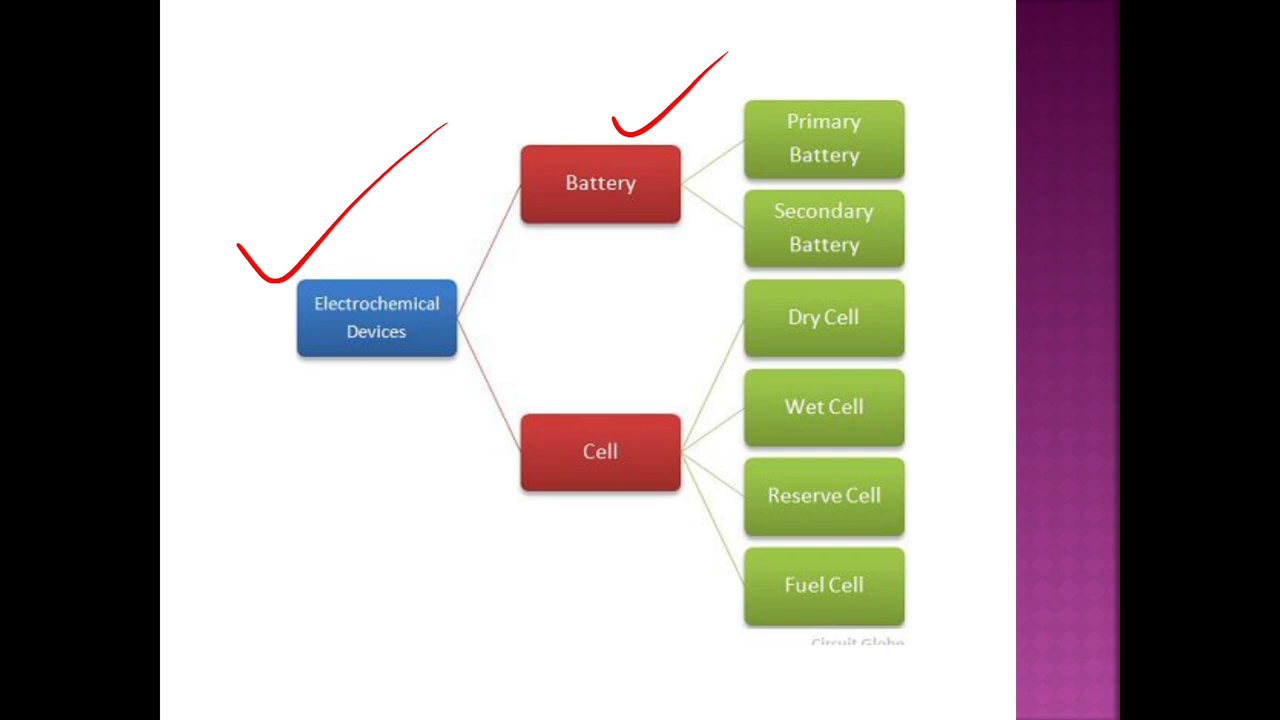 Primary
Battery
Battery
Secondary
Battery
Electrochemical
Devices
Dry Cell
Wet Cell
Cell
Reserve Cell
Fuel Cell
Circuit Globe